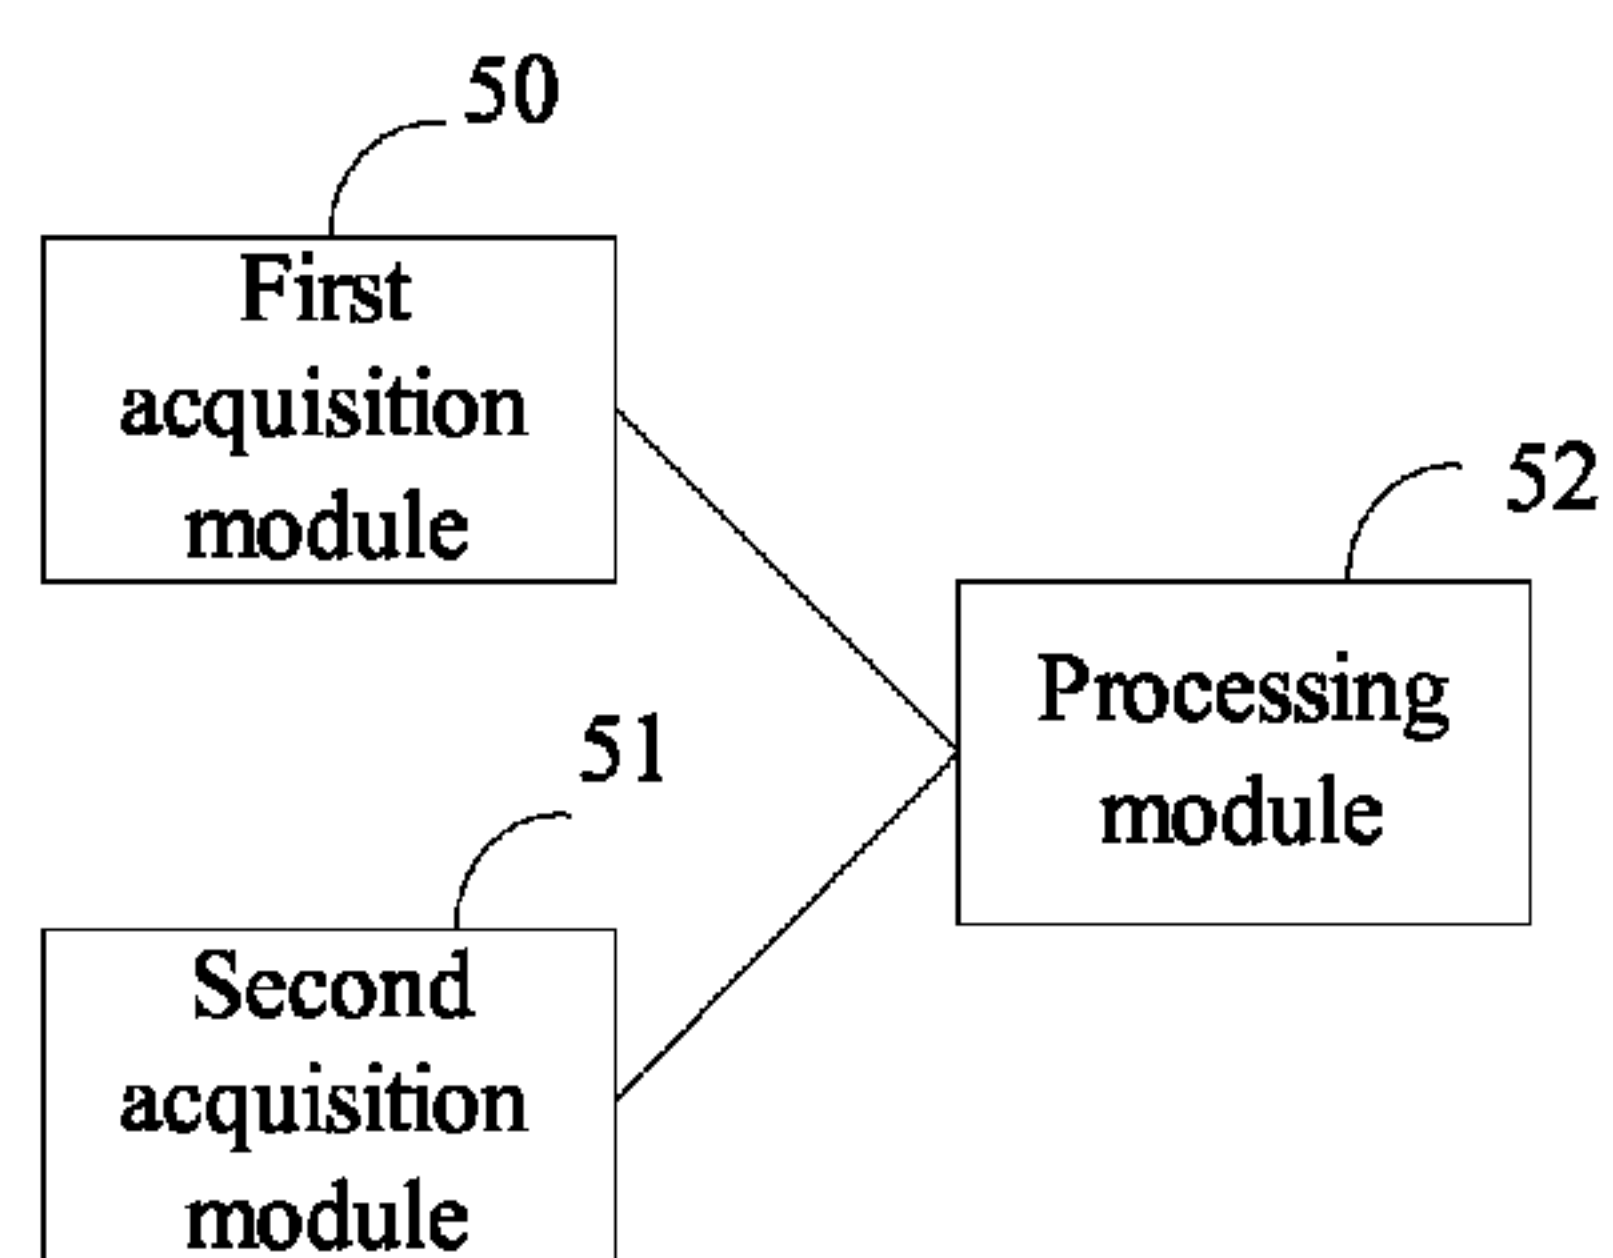 50
First
acquisition
module
52
Processing
module
51
Second
acquisition
module